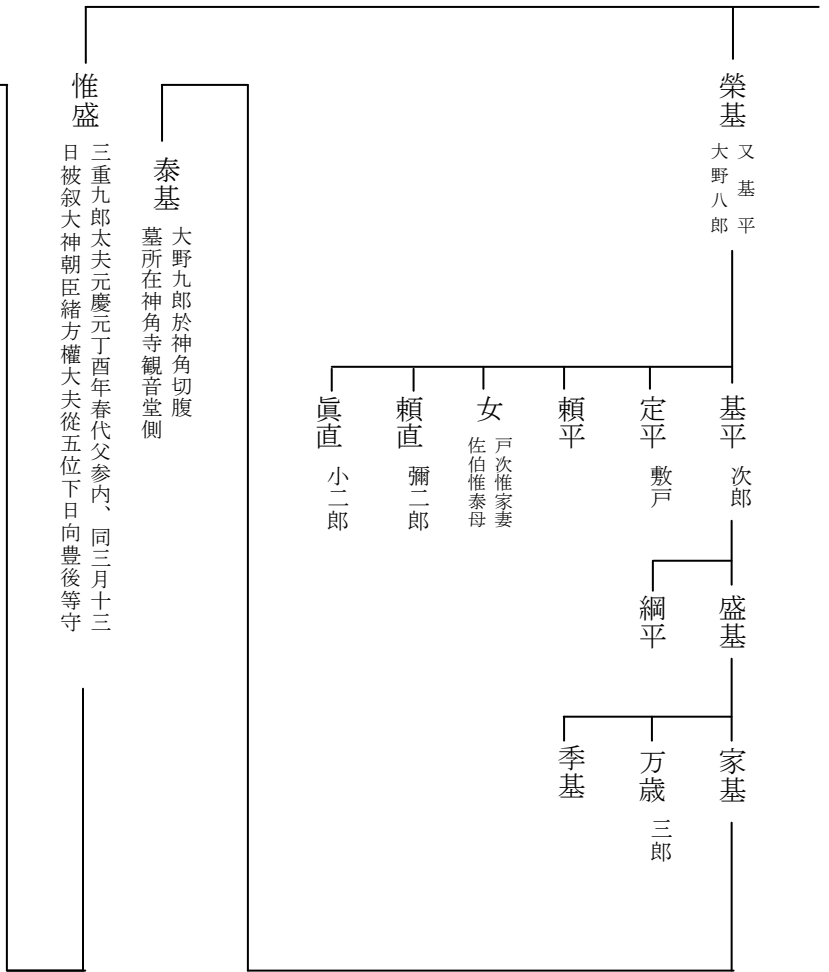 榮基
又基平
大野八郎
基平
次郎
定平
敷戸
頼平
女
戸次惟家妻
佐伯惟泰母
頼直
彌二郎
眞直
小二郎
盛基
綱平
家基
万歳
三郎
季基
泰基
大野九郎於神角切腹
墓所在神角寺観音堂側
惟盛
三重九郎太夫元慶元丁酉年春代父参内、同三月十三
日被叙大神朝臣緒方權大夫從五位下日向豊後等守